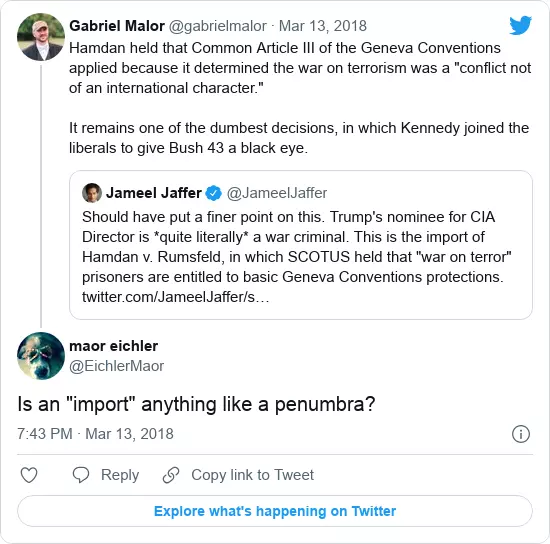 Gabriel Malor @gabrielmalor · Mar 13, 2018
Hamdan held that Common Article III of the Geneva Conventions
applied because it determined the war on terrorism was a "conflict not
of an international character."
It remains one of the dumbest decisions, in which Kennedy joined the
liberals to give Bush 43 a black eye.
Jameel Jaffer @JameelJaffer
Should have put a finer point on this. Trump's nominee for CIA
Director is *quite literally* a war criminal. This is the import of
Hamdan v. Rumsfeld, in which SCOTUS held that "war on terror"
prisoners are entitled to basic Geneva Conventions protections.
twitter.com/JameelJaffer/s…
maor eichler
@EichlerMaor
Is an "import" anything like a penumbra?
7:43 PM · Mar 13, 2018
Reply Copy link to Tweet
Explore what's happening on Twitter